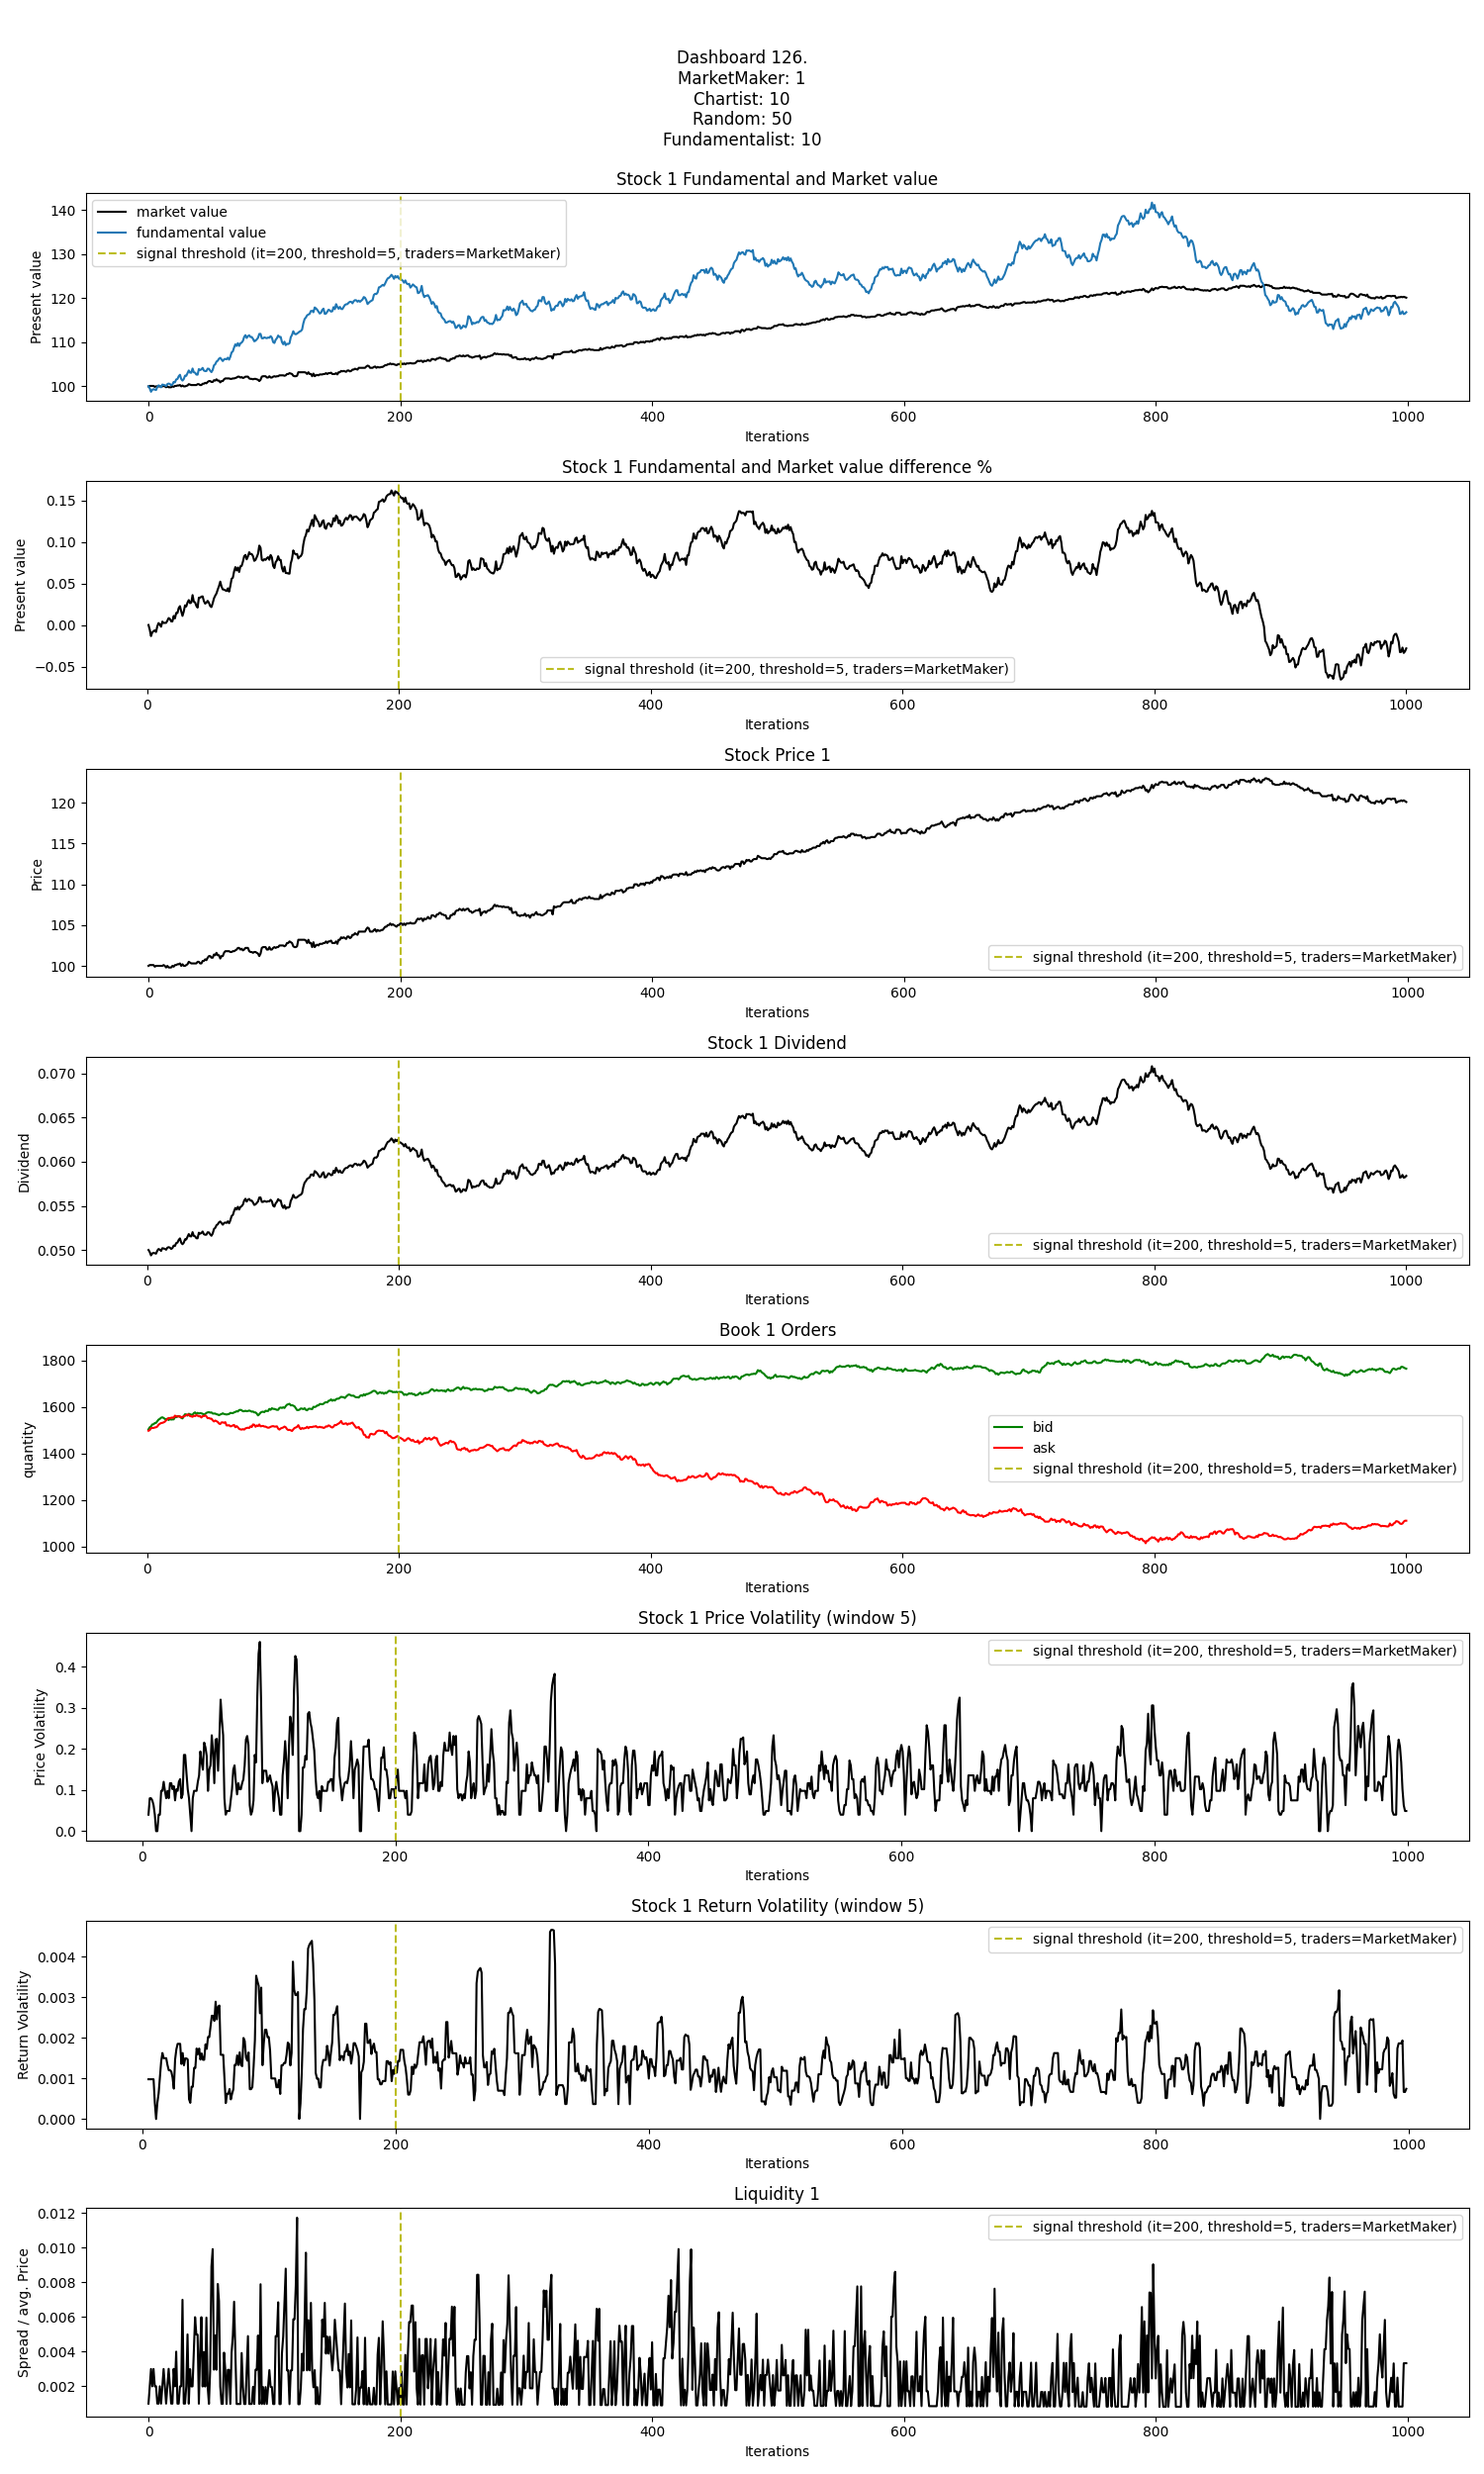 Dashboard 126.
MarketMaker: 1
Chartist: 10
Random: 50
Fundamentalist: 10
Stock 1 Fundamental and Market value
market value
fundamental value
signal threshold (it=200, threshold=5, traders=MarketMaker)
140
130
120
110
100
Present value
0 200 400 600 800 1000
Iterations
Stock 1 Fundamental and Market value difference %
0.15
0.10
0.05
0.00
−0.05
Present value
signal threshold (it=200, threshold=5, traders=MarketMaker)
0 200 400 600 800 1000
Iterations
Stock Price 1
120
115
110
105
100
Price
signal threshold (it=200, threshold=5, traders=MarketMaker)
0 200 400 600 800 1000
Iterations
Stock 1 Dividend
0.070
0.065
0.060
0.055
0.050
Dividend
signal threshold (it=200, threshold=5, traders=MarketMaker)
0 200 400 600 800 1000
Iterations
Book 1 Orders
1800
1600
1400
1200
1000
quantity
bid
ask
signal threshold (it=200, threshold=5, traders=MarketMaker)
0 200 400 600 800 1000
Iterations
Stock 1 Price Volatility (window 5)
signal threshold (it=200, threshold=5, traders=MarketMaker)
0.4
0.3
0.2
0.1
0.0
Price Volatility
0 200 400 600 800 1000
Iterations
Stock 1 Return Volatility (window 5)
signal threshold (it=200, threshold=5, traders=MarketMaker)
0.004
0.003
0.002
0.001
0.000
Return Volatility
0 200 400 600 800 1000
Iterations
Liquidity 1
signal threshold (it=200, threshold=5, traders=MarketMaker)
0.012
0.010
0.008
0.006
0.004
0.002
Spread / avg. Price
0 200 400 600 800 1000
Iterations